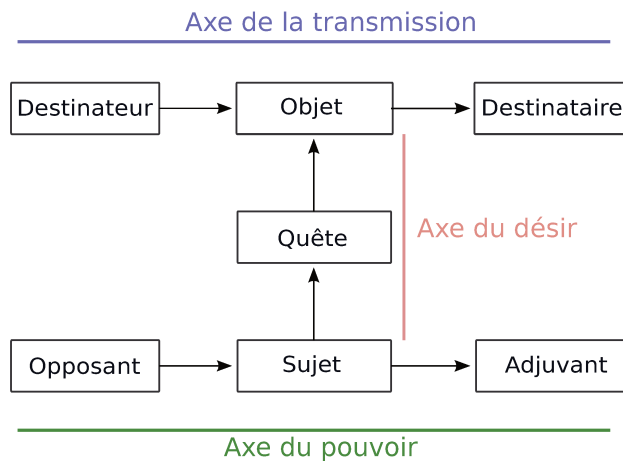 Axe de la transmission
Destinateur
Objet
Destinataire
Quête
Axe du désir
Opposant
Sujet
Adjuvant
Axe du pouvoir